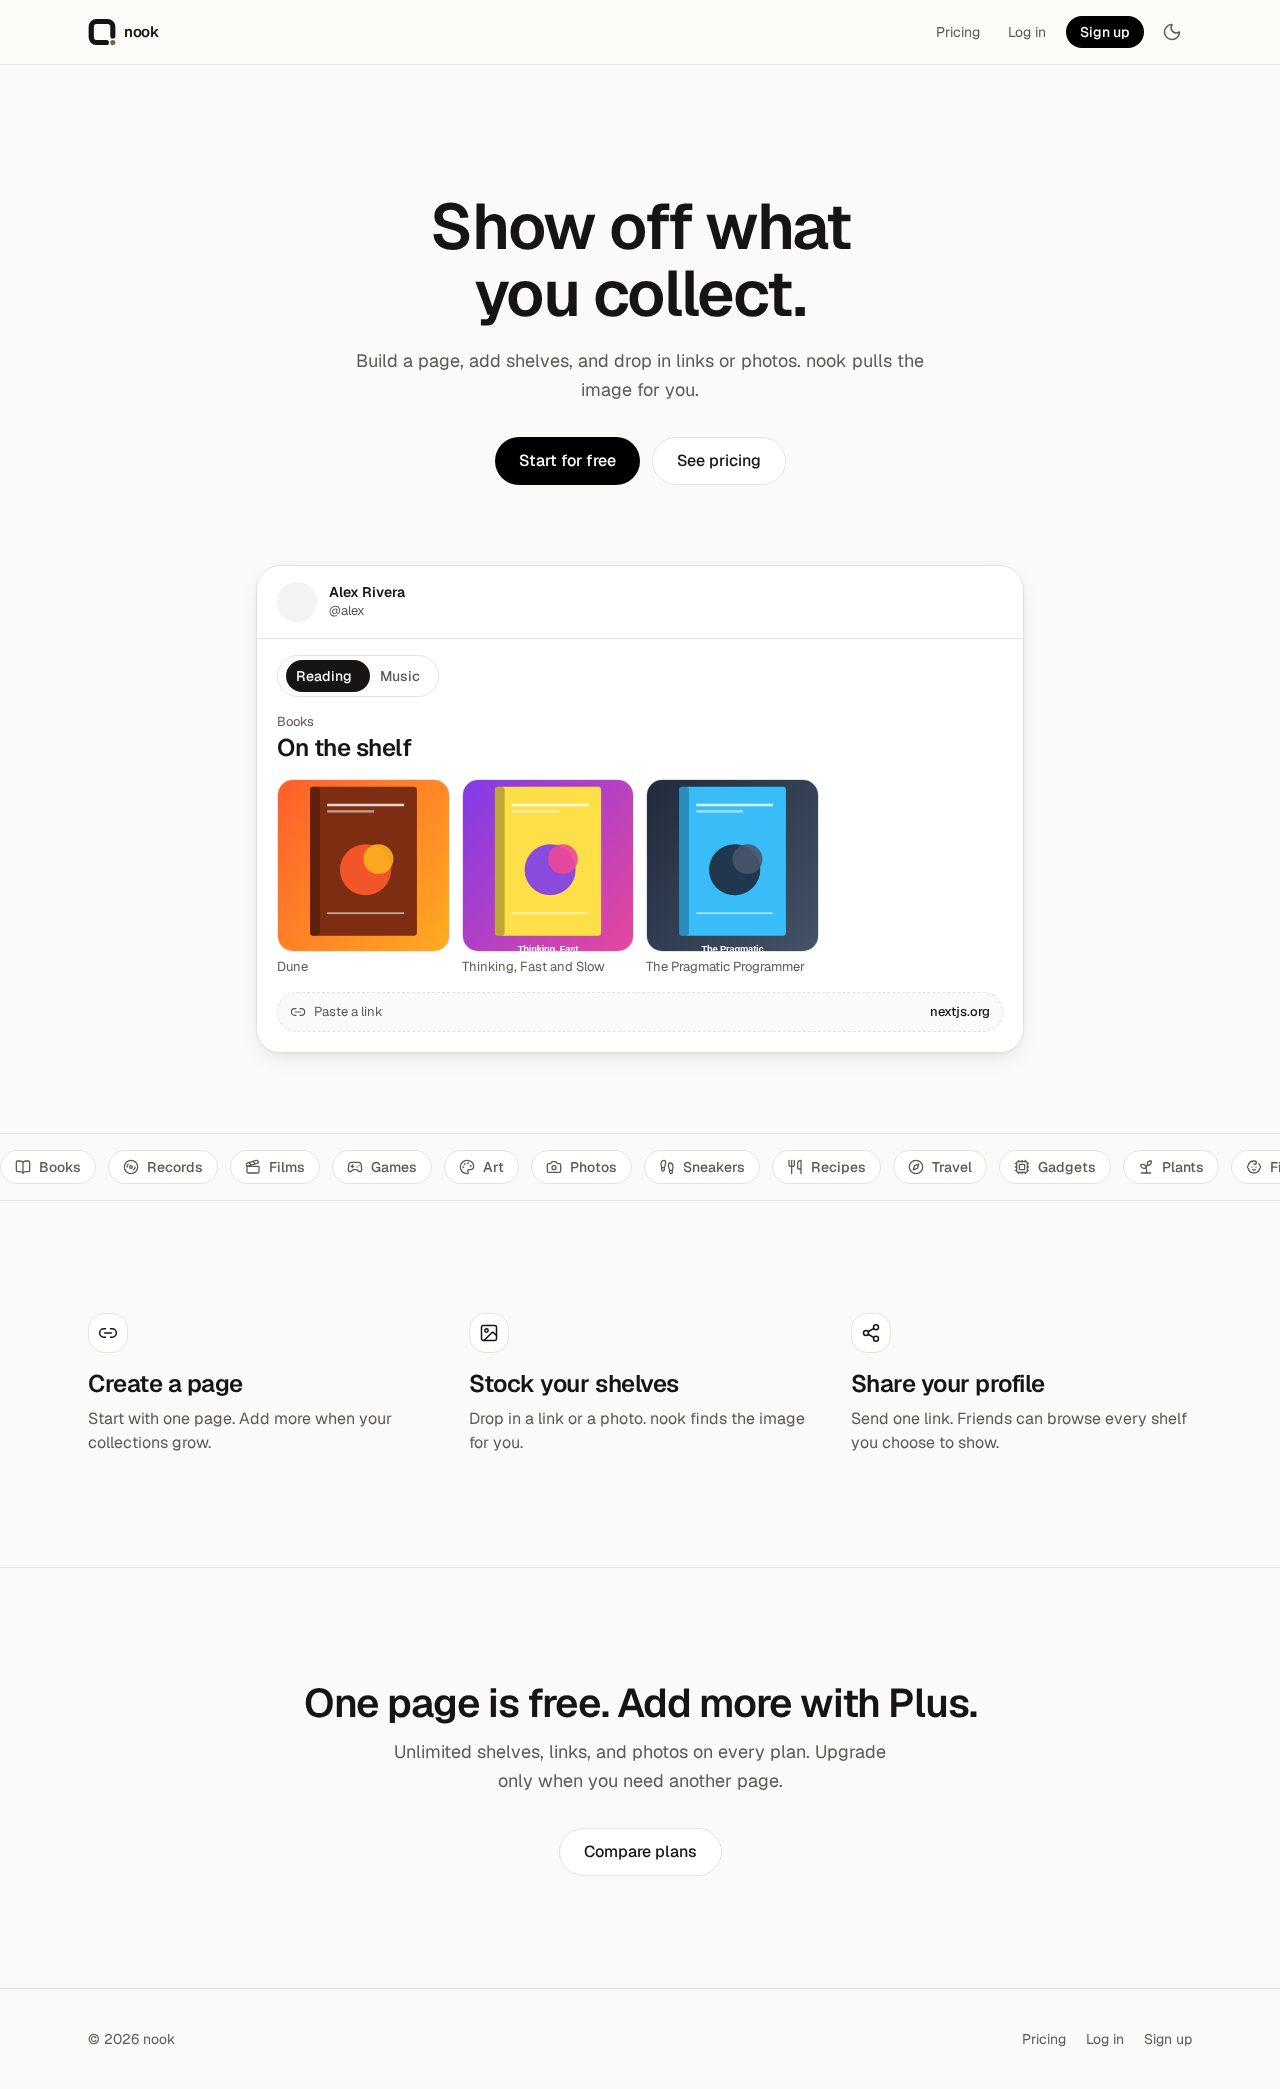 nook
Pricing
Log in
Sign up
Show off what
you collect.
Build a page, add shelves, and drop in links or photos. nook pulls the
image for you.
Start for free
See pricing
Alex Rivera
@alex
Reading
Music
Books
On the shelf
Thinking, Fast
The Pragmatic
Dune
Thinking, Fast and Slow
The Pragmatic Programmer
Paste a link
nextjs.org
Books
Records
Films
Games
Art
Photos
Sneakers
Recipes
Travel
Gadgets
Plants
Create a page
Start with one page. Add more when your
collections grow.
Stock your shelves
Drop in a link or a photo. nook finds the image
for you.
Share your profile
Send one link. Friends can browse every shelf
you choose to show.
One page is free. Add more with Plus.
Unlimited shelves, links, and photos on every plan. Upgrade
only when you need another page.
Compare plans
© 2026 nook
Pricing
Log in
Sign up